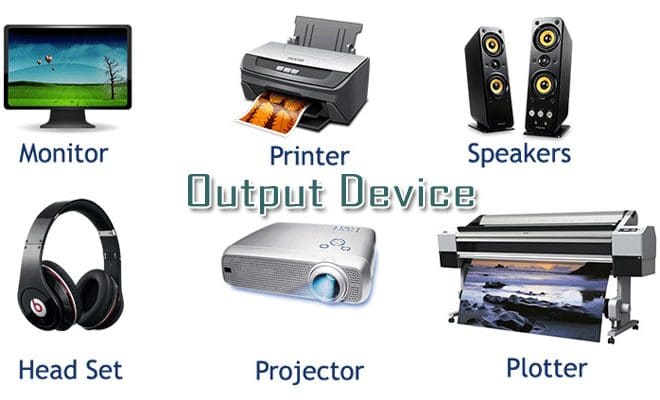 Monitor
Printer
Speakers
Output Device
b
Head Set
Projector
Plotter